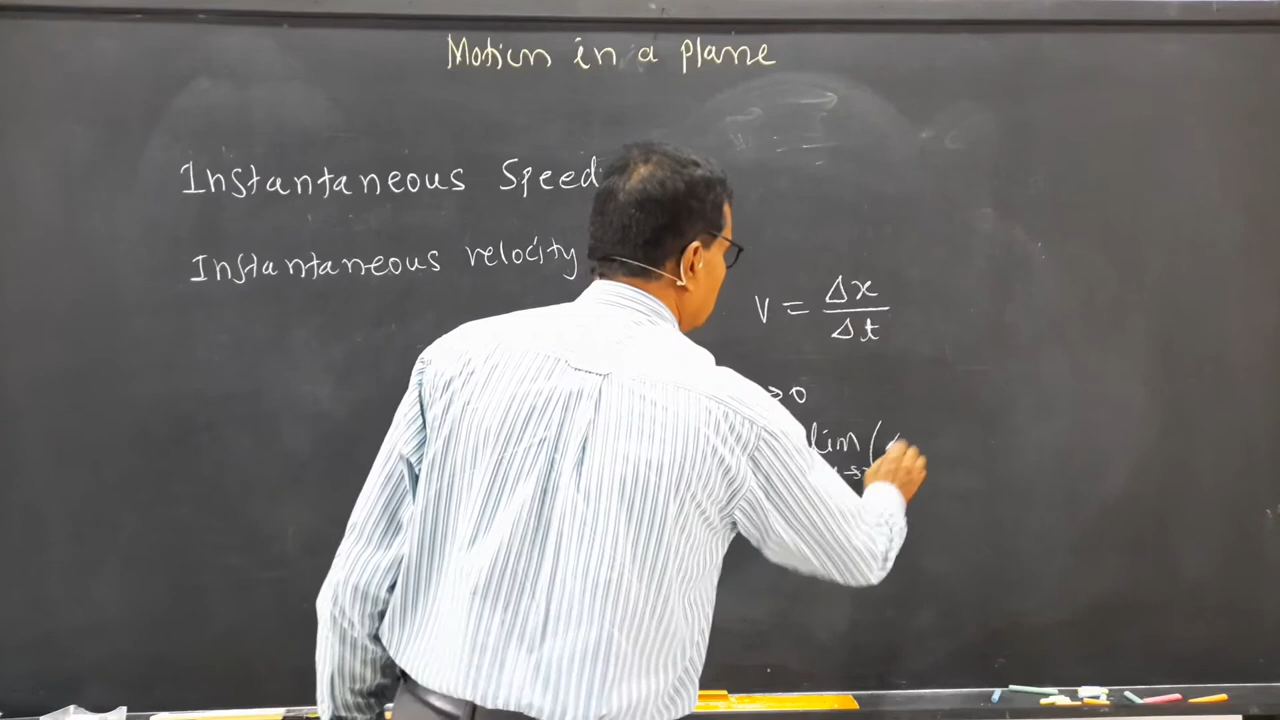 Motion in a plane
Instantaneous Speed
Instantaneous velocity
V = Δx / Δt
→ 0
lim (